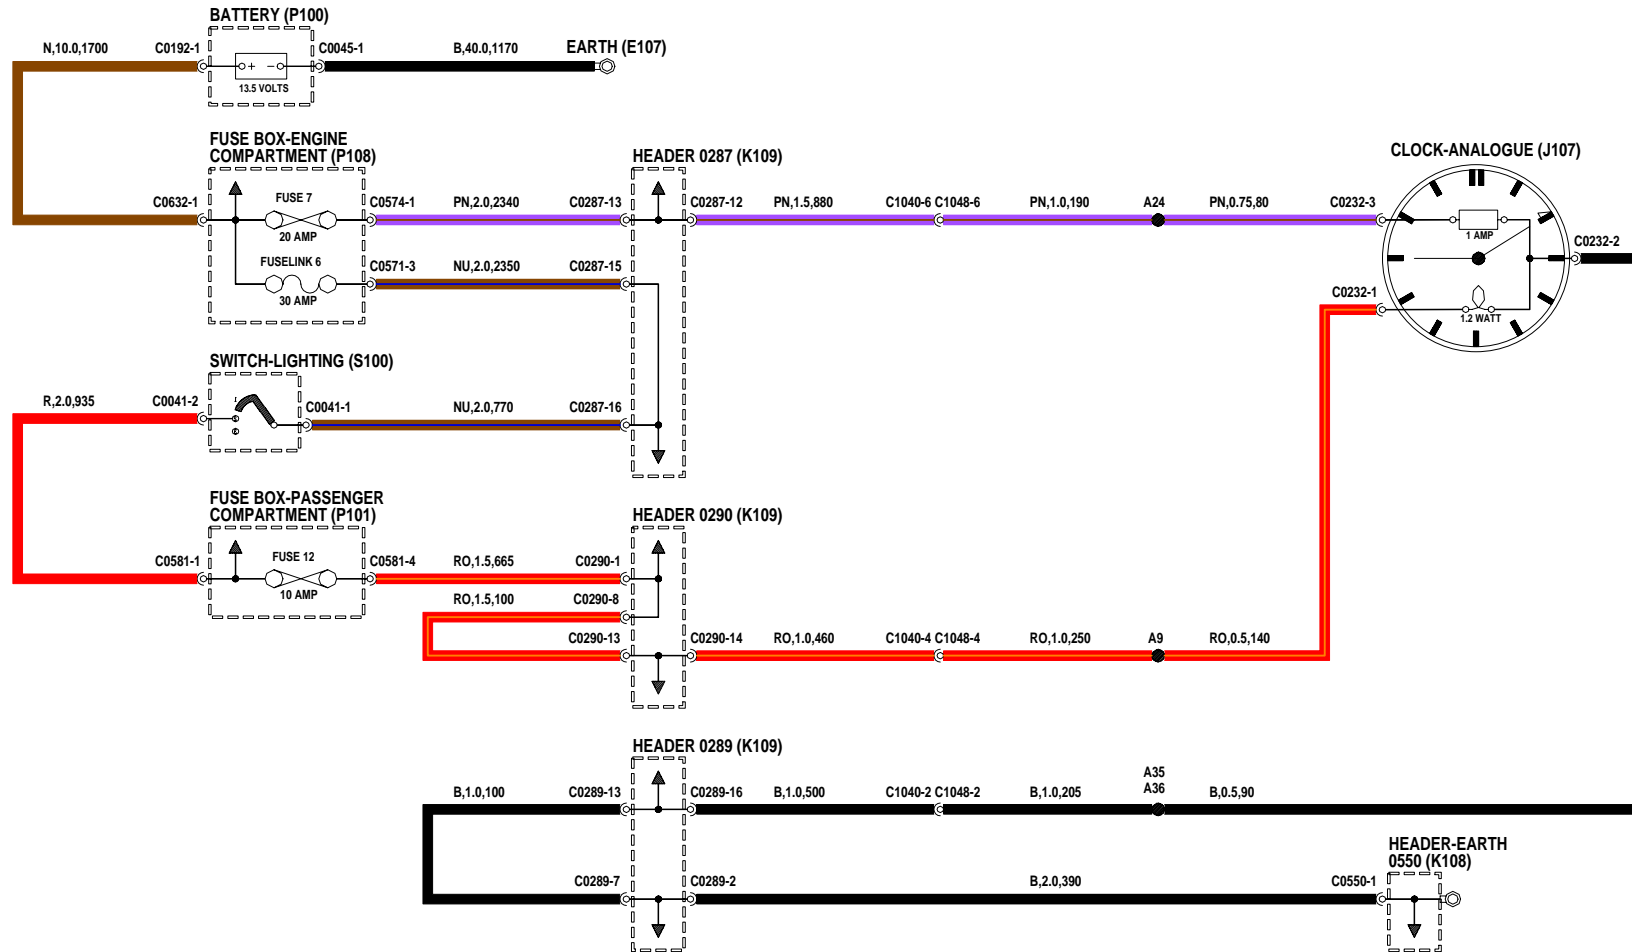 BATTERY (P100)
N,10.0,1700
C0192-1
C0045-1
B,40.0,1170
EARTH (E107)
+ −
13.5 VOLTS
FUSE BOX-ENGINE
COMPARTMENT (P108)
HEADER 0287 (K109)
CLOCK-ANALOGUE (J107)
C0632-1
FUSE 7
20 AMP
C0574-1
PN,2.0,2340
C0287-13
C0287-12
PN,1.5,880
C1040-6 C1048-6
PN,1.0,190
A24
PN,0.75,80
C0232-3
1 AMP
C0232-2
FUSELINK 6
30 AMP
C0571-3
NU,2.0,2350
C0287-15
C0232-1
1.2 WATT
SWITCH-LIGHTING (S100)
R,2.0,935
C0041-2
C0041-1
NU,2.0,770
C0287-16
FUSE BOX-PASSENGER
COMPARTMENT (P101)
HEADER 0290 (K109)
C0581-1
FUSE 12
10 AMP
C0581-4
RO,1.5,665
C0290-1
RO,1.5,100
C0290-8
C0290-13
C0290-14
RO,1.0,460
C1040-4 C1048-4
RO,1.0,250
A9
RO,0.5,140
HEADER 0289 (K109)
B,1.0,100
C0289-13
C0289-16
B,1.0,500
C1040-2 C1048-2
B,1.0,205
A35
A36
B,0.5,90
HEADER-EARTH
0550 (K108)
C0289-7
C0289-2
B,2.0,390
C0550-1